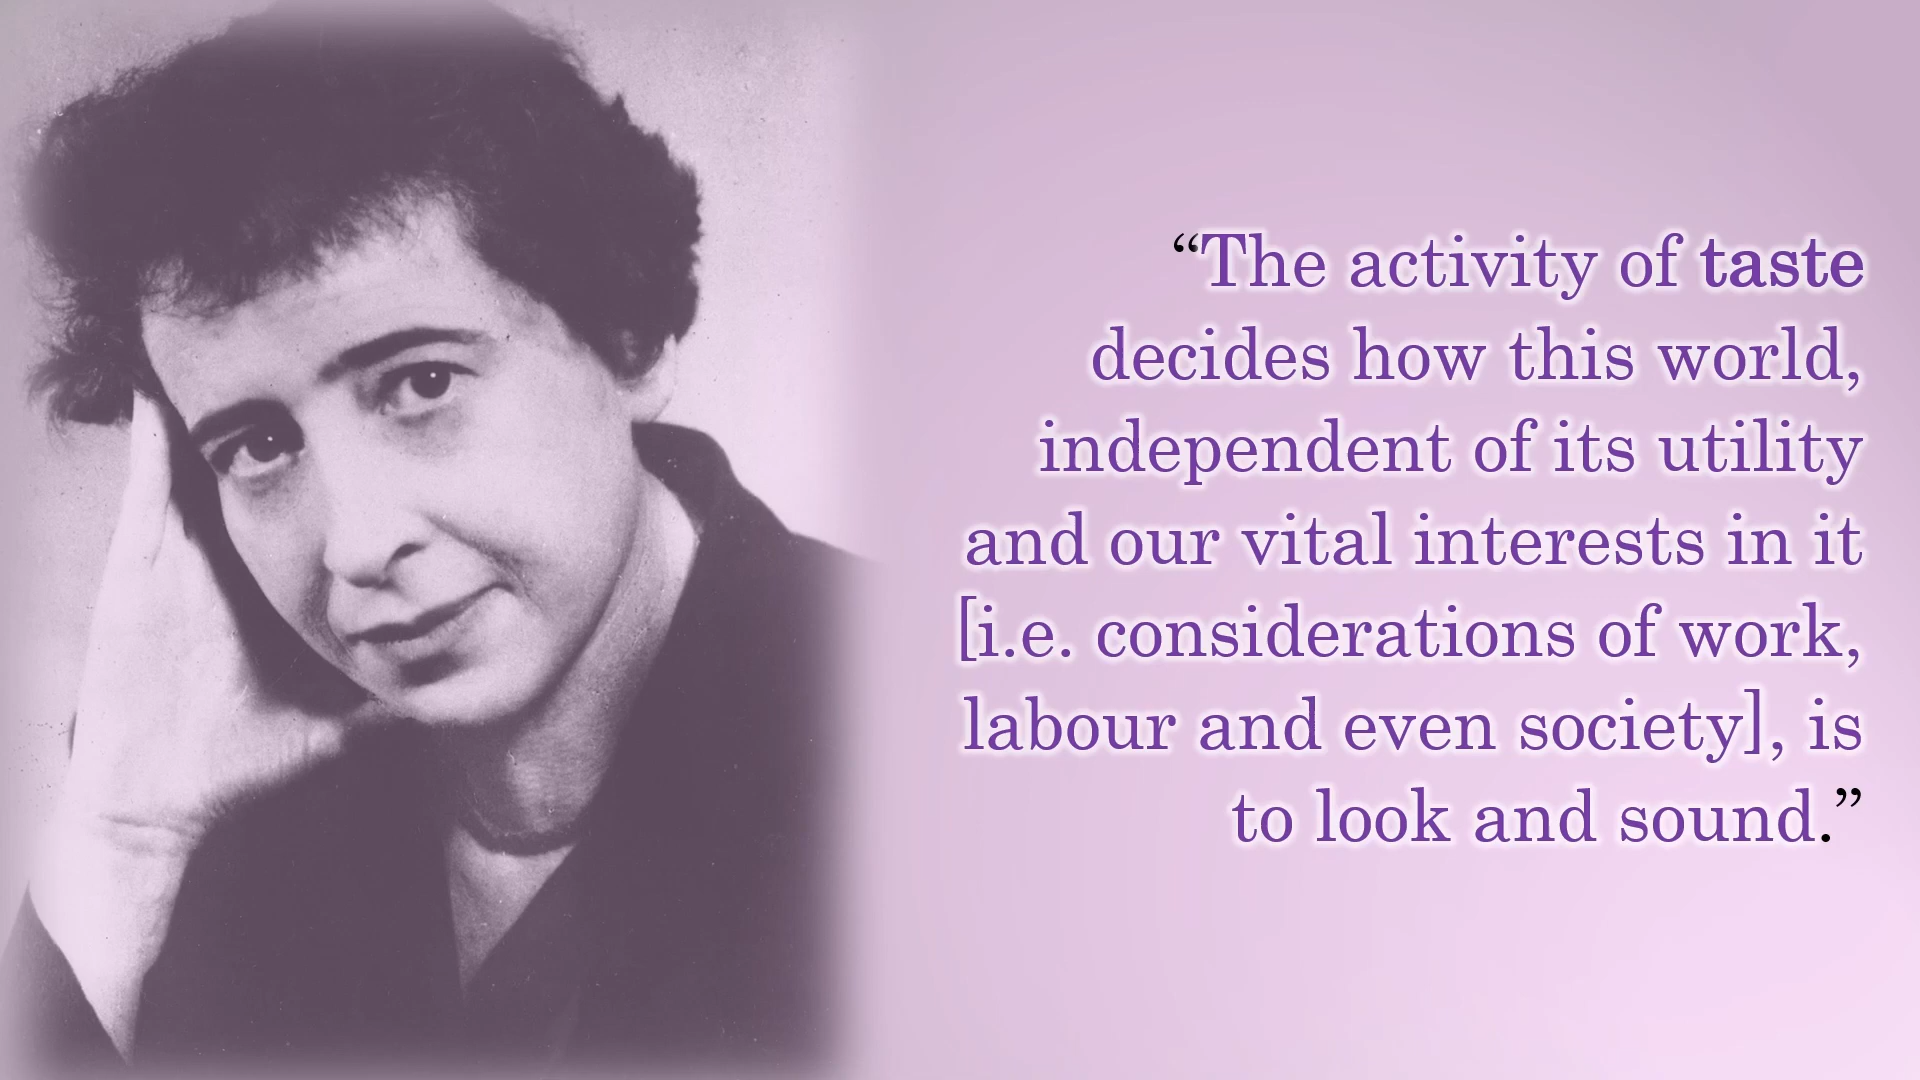 “The activity of taste
decides how this world,
independent of its utility
and our vital interests in it
[i.e. considerations of work,
labour and even society], is
to look and sound.”